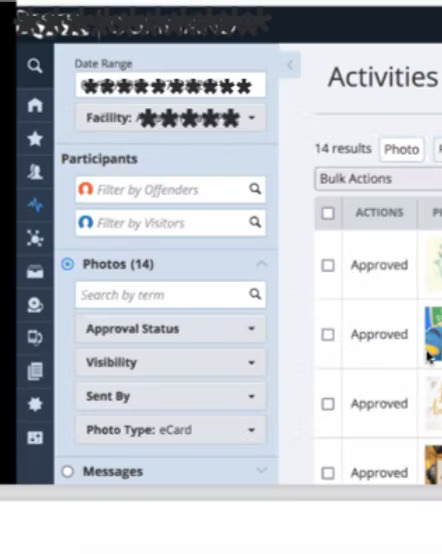 Date Range
Facility:
Participants
Filter by Offenders
Filter by Visitors
Photos (14)
Search by term
Approval Status
Visibility
Sent By
Photo Type: eCard
Messages
Activities
14 results Photo
Bulk Actions
ACTIONS
Approved
Approved
Approved
Approved